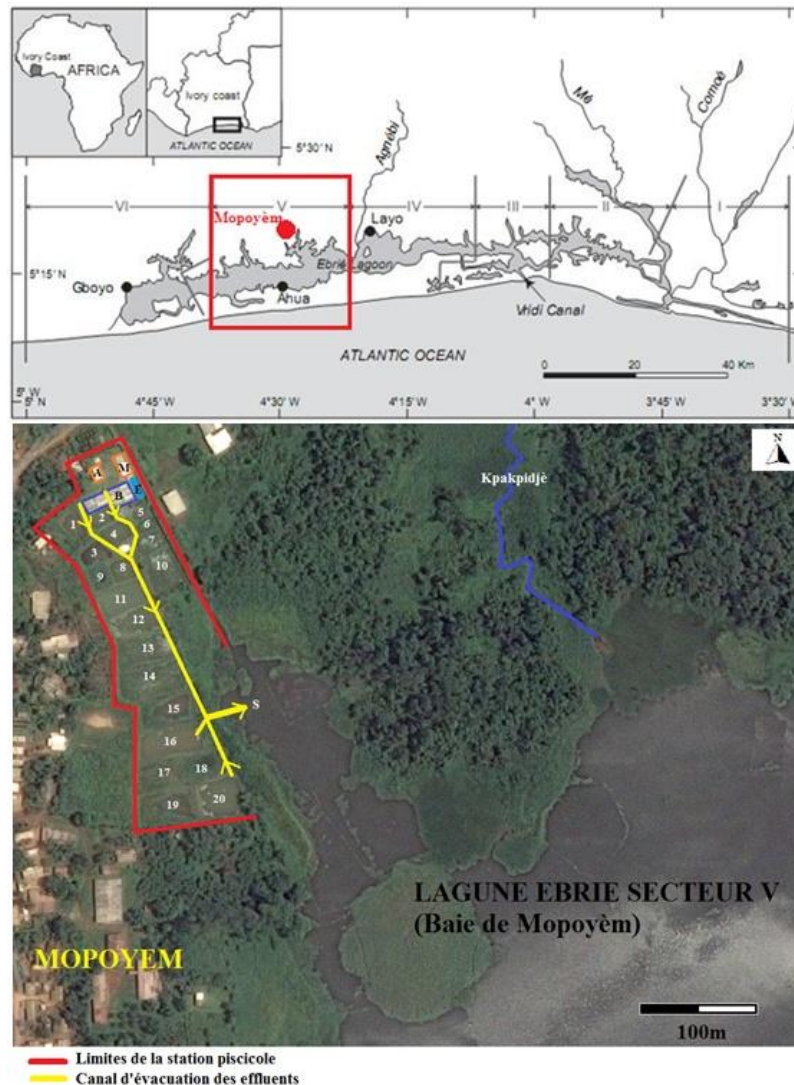 Ivory Coast
AFRICA
Ivory coast
ATLANTIC OCEAN
5°30´N
Agnébi
Mé
Comoé
VI
V
IV
III
II
I
Mopoyèm
Layo
Ebrié Lagoon
5°15´N
Gboyo
Ahua
Vridi Canal
ATLANTIC OCEAN
0 20 40 Km
5° W
5°N
4°45´W
4°30´
4°15´
4° W
3°45´
3°30´
N
Kpakpidjè
M
M
B
E
1
2
5
4
6
3
7
8
10
9
11
12
13
14
15
S
16
17
18
19
20
LAGUNE EBRIE SECTEUR V
(Baie de Mopoyèm)
MOPOYEM
100m
Limites de la station piscicole
Canal d'évacuation des effluents